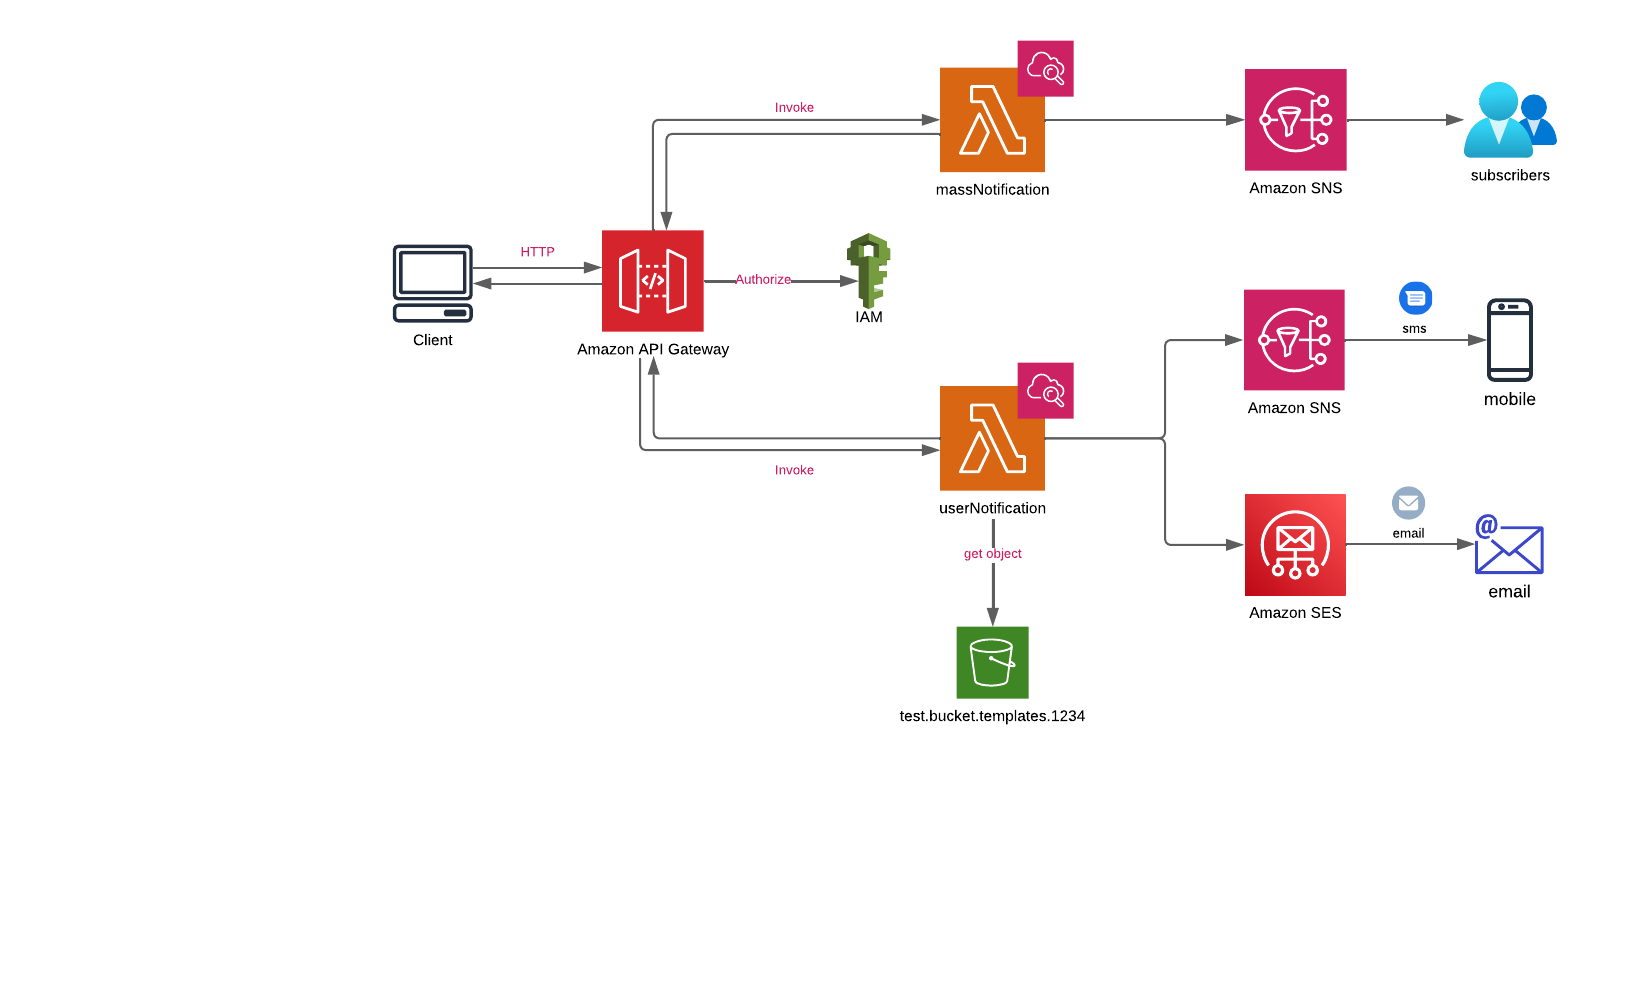 Invoke
massNotification
Amazon SNS
subscribers
HTTP
Client
Amazon API Gateway
Authorize
IAM
Amazon SNS
sms
mobile
Invoke
userNotification
get object
test.bucket.templates.1234
Amazon SES
email
email